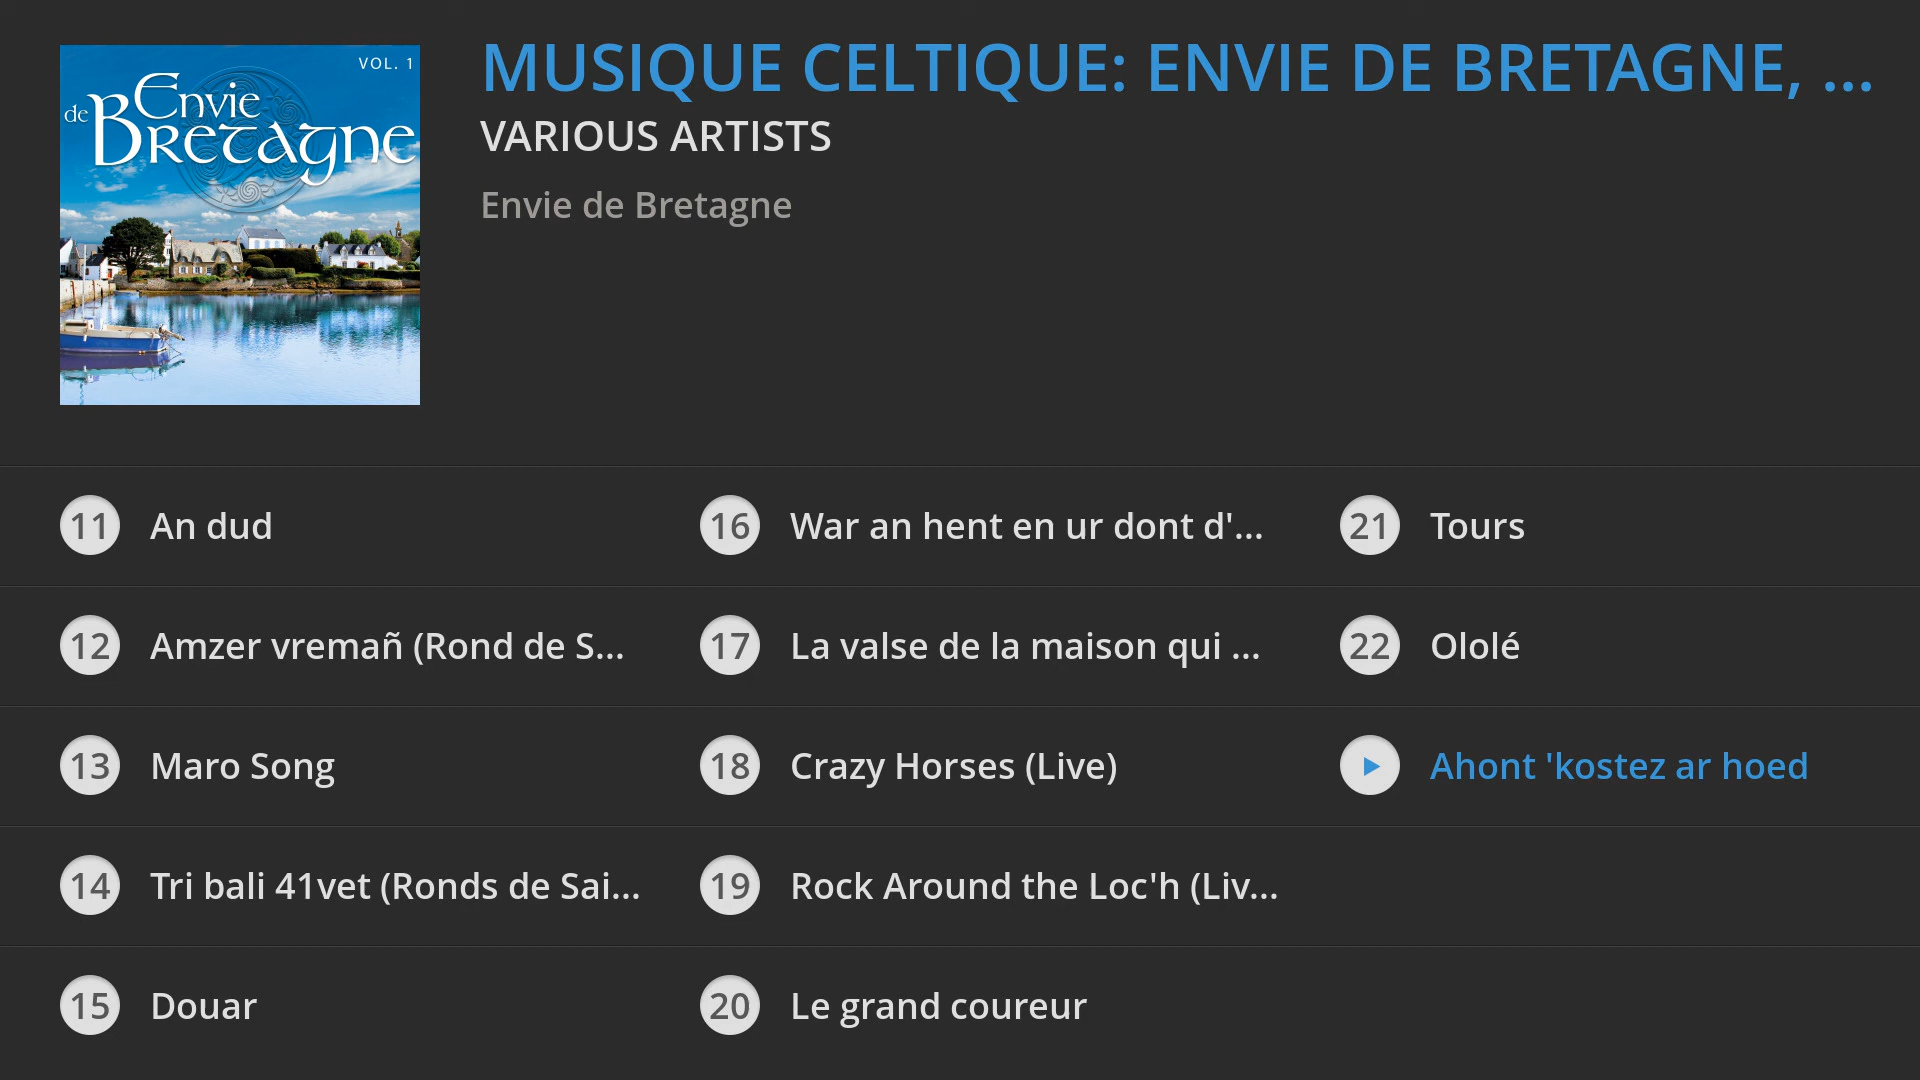 VOL. 1
Envie
de Bretagne
MUSIQUE CELTIQUE: ENVIE DE BRETAGNE, ...
VARIOUS ARTISTS
Envie de Bretagne
11 An dud
12 Amzer vremañ (Rond de S...
13 Maro Song
14 Tri bali 41vet (Ronds de Sai...
15 Douar
16 War an hent en ur dont d'...
17 La valse de la maison qui ...
18 Crazy Horses (Live)
19 Rock Around the Loc'h (Liv...
20 Le grand coureur
21 Tours
22 Ololé
Ahont 'kostez ar hoed